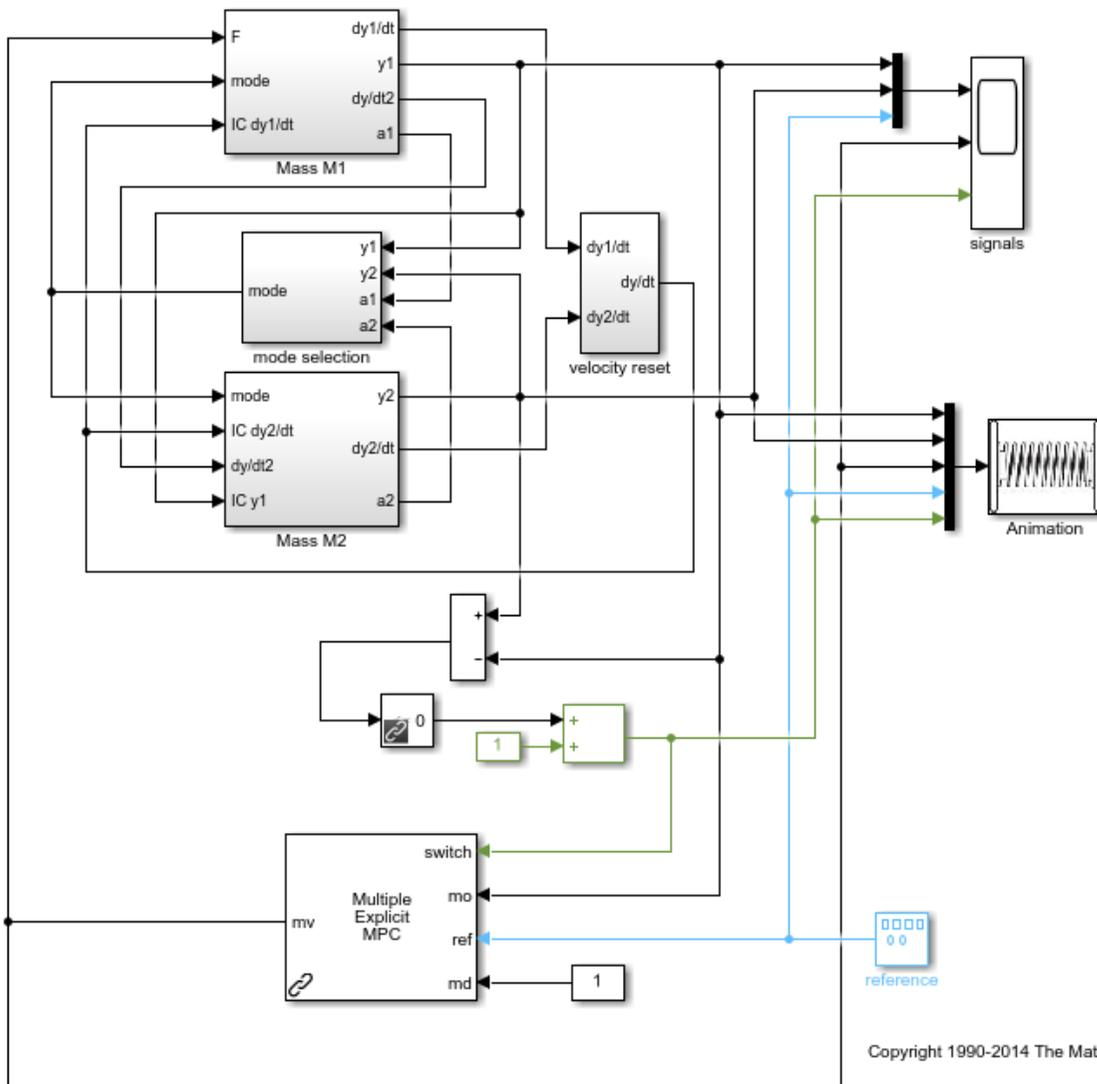 F
mode
IC dy1/dt
dy1/dt
y1
dy/dt2
a1
Mass M1
mode
y1
y2
a1
a2
mode selection
dy1/dt
dy2/dt
dy/dt
velocity reset
signals
mode
IC dy2/dt
dy/dt2
IC y1
y2
dy2/dt
a2
Mass M2
Animation
+
−
0
1
+
+
switch
mo
ref
md
Multiple
Explicit
MPC
mv
1
reference
Copyright 1990-2014 The Mat